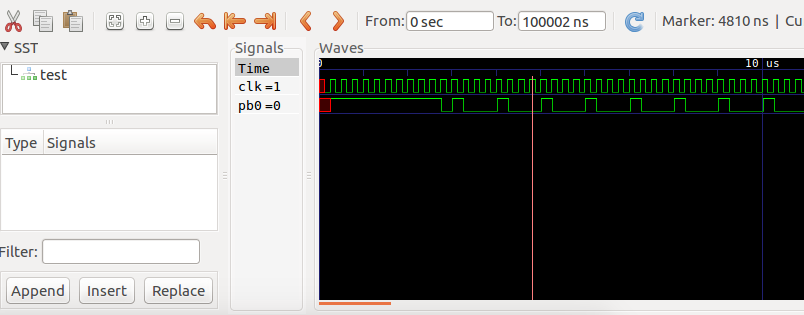 From: 0 sec To: 100002 ns Marker: 4810 ns | Cu
SST
test
Type Signals
Filter:
Append Insert Replace
Signals
Time
clk=1
pb0=0
Waves
0 10 us